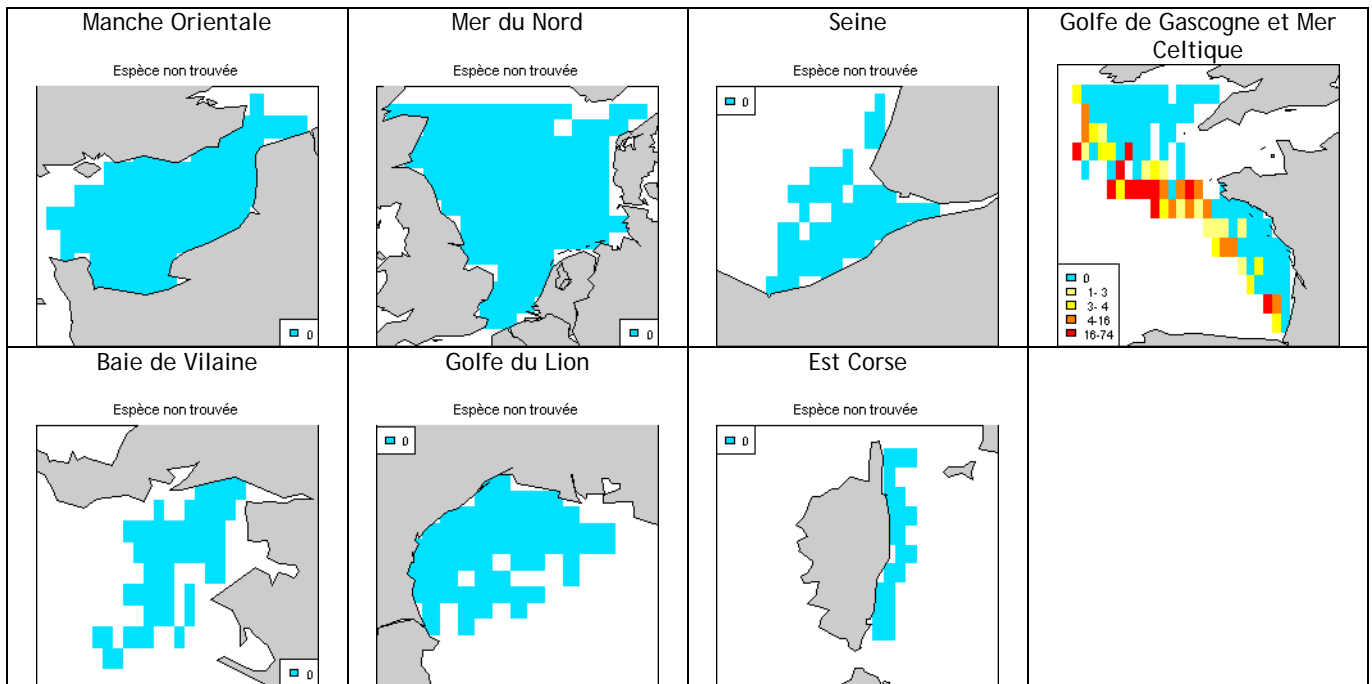 Manche Orientale
Espèce non trouvée
0
Mer du Nord
Espèce non trouvée
0
Seine
Espèce non trouvée
0
Golfe de Gascogne et Mer
Celtique
0
1- 3
3- 4
4-16
16-74
Baie de Vilaine
Espèce non trouvée
0
Golfe du Lion
Espèce non trouvée
0
Est Corse
Espèce non trouvée
0